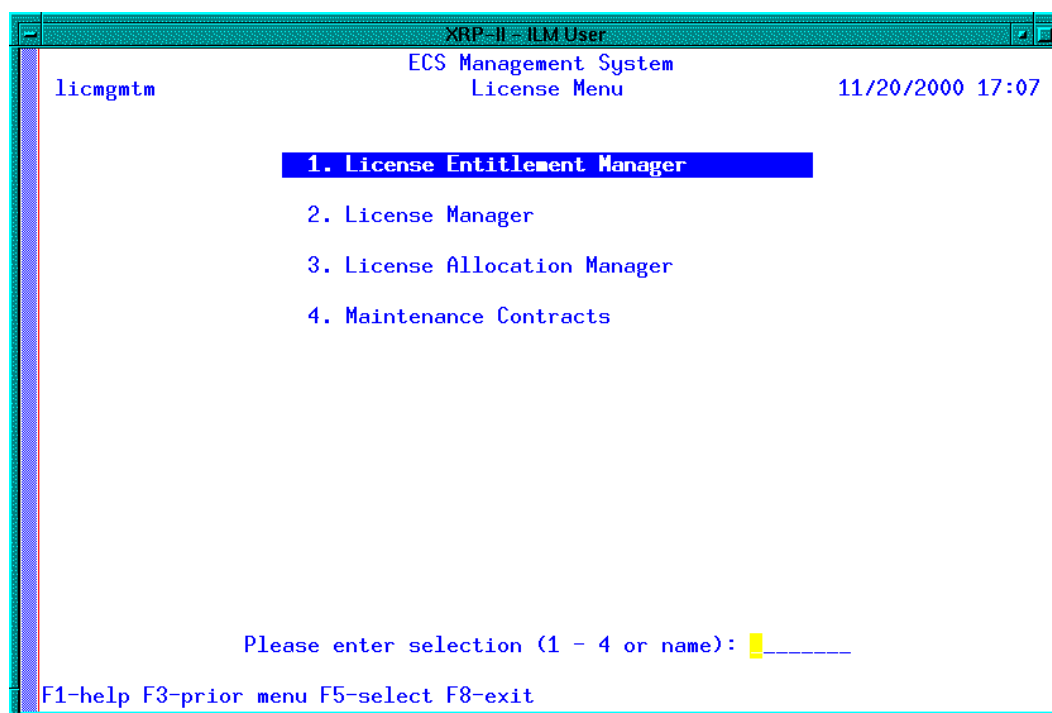 XRP-II - ILM User
ECS Management System
licmgmtm License Menu 11/20/2000 17:07
1. License Entitlement Manager
2. License Manager
3. License Allocation Manager
4. Maintenance Contracts
Please enter selection (1 - 4 or name): ________
F1-help F3-prior menu F5-select F8-exit